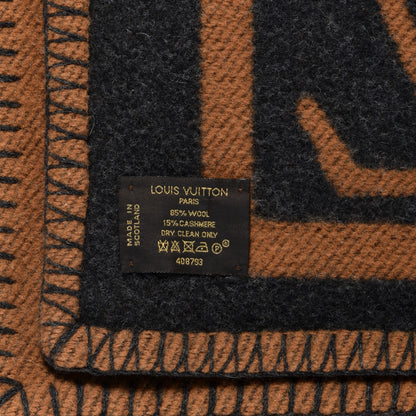 LOUIS VUITTON
PARIS
85% WOOL
15% CASHMERE
DRY CLEAN ONLY
P
408793
MADE IN
SCOTLAND